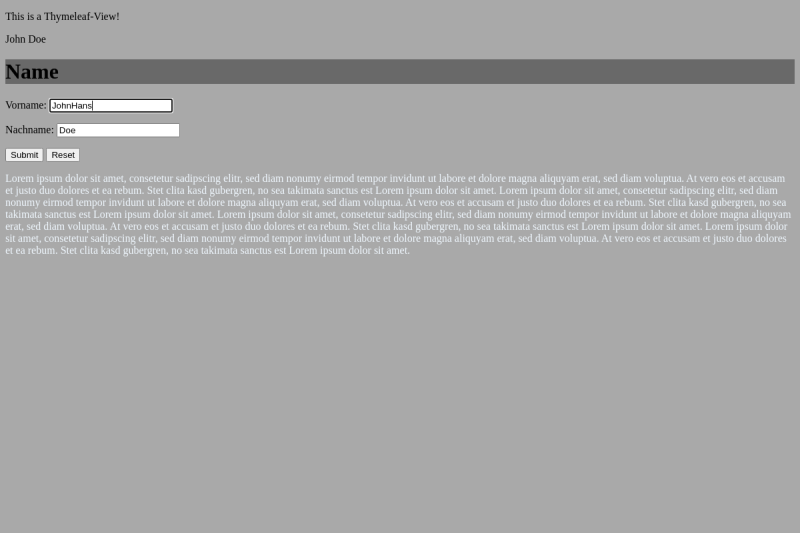 This is a Thymeleaf-View!
John Doe
Name
Vorname: JohnHans
Nachname: Doe
Submit Reset
Lorem ipsum dolor sit amet, consetetur sadipscing elitr, sed diam nonumy eirmod tempor invidunt ut labore et dolore magna aliquyam erat, sed diam voluptua. At vero eos et accusam
et justo duo dolores et ea rebum. Stet clita kasd gubergren, no sea takimata sanctus est Lorem ipsum dolor sit amet. Lorem ipsum dolor sit amet, consetetur sadipscing elitr, sed diam
nonumy eirmod tempor invidunt ut labore et dolore magna aliquyam erat, sed diam voluptua. At vero eos et accusam et justo duo dolores et ea rebum. Stet clita kasd gubergren, no sea
takimata sanctus est Lorem ipsum dolor sit amet. Lorem ipsum dolor sit amet, consetetur sadipscing elitr, sed diam nonumy eirmod tempor invidunt ut labore et dolore magna aliquyam
erat, sed diam voluptua. At vero eos et accusam et justo duo dolores et ea rebum. Stet clita kasd gubergren, no sea takimata sanctus est Lorem ipsum dolor sit amet. Lorem ipsum dolor
sit amet, consetetur sadipscing elitr, sed diam nonumy eirmod tempor invidunt ut labore et dolore magna aliquyam erat, sed diam voluptua. At vero eos et accusam et justo duo dolores
et ea rebum. Stet clita kasd gubergren, no sea takimata sanctus est Lorem ipsum dolor sit amet.